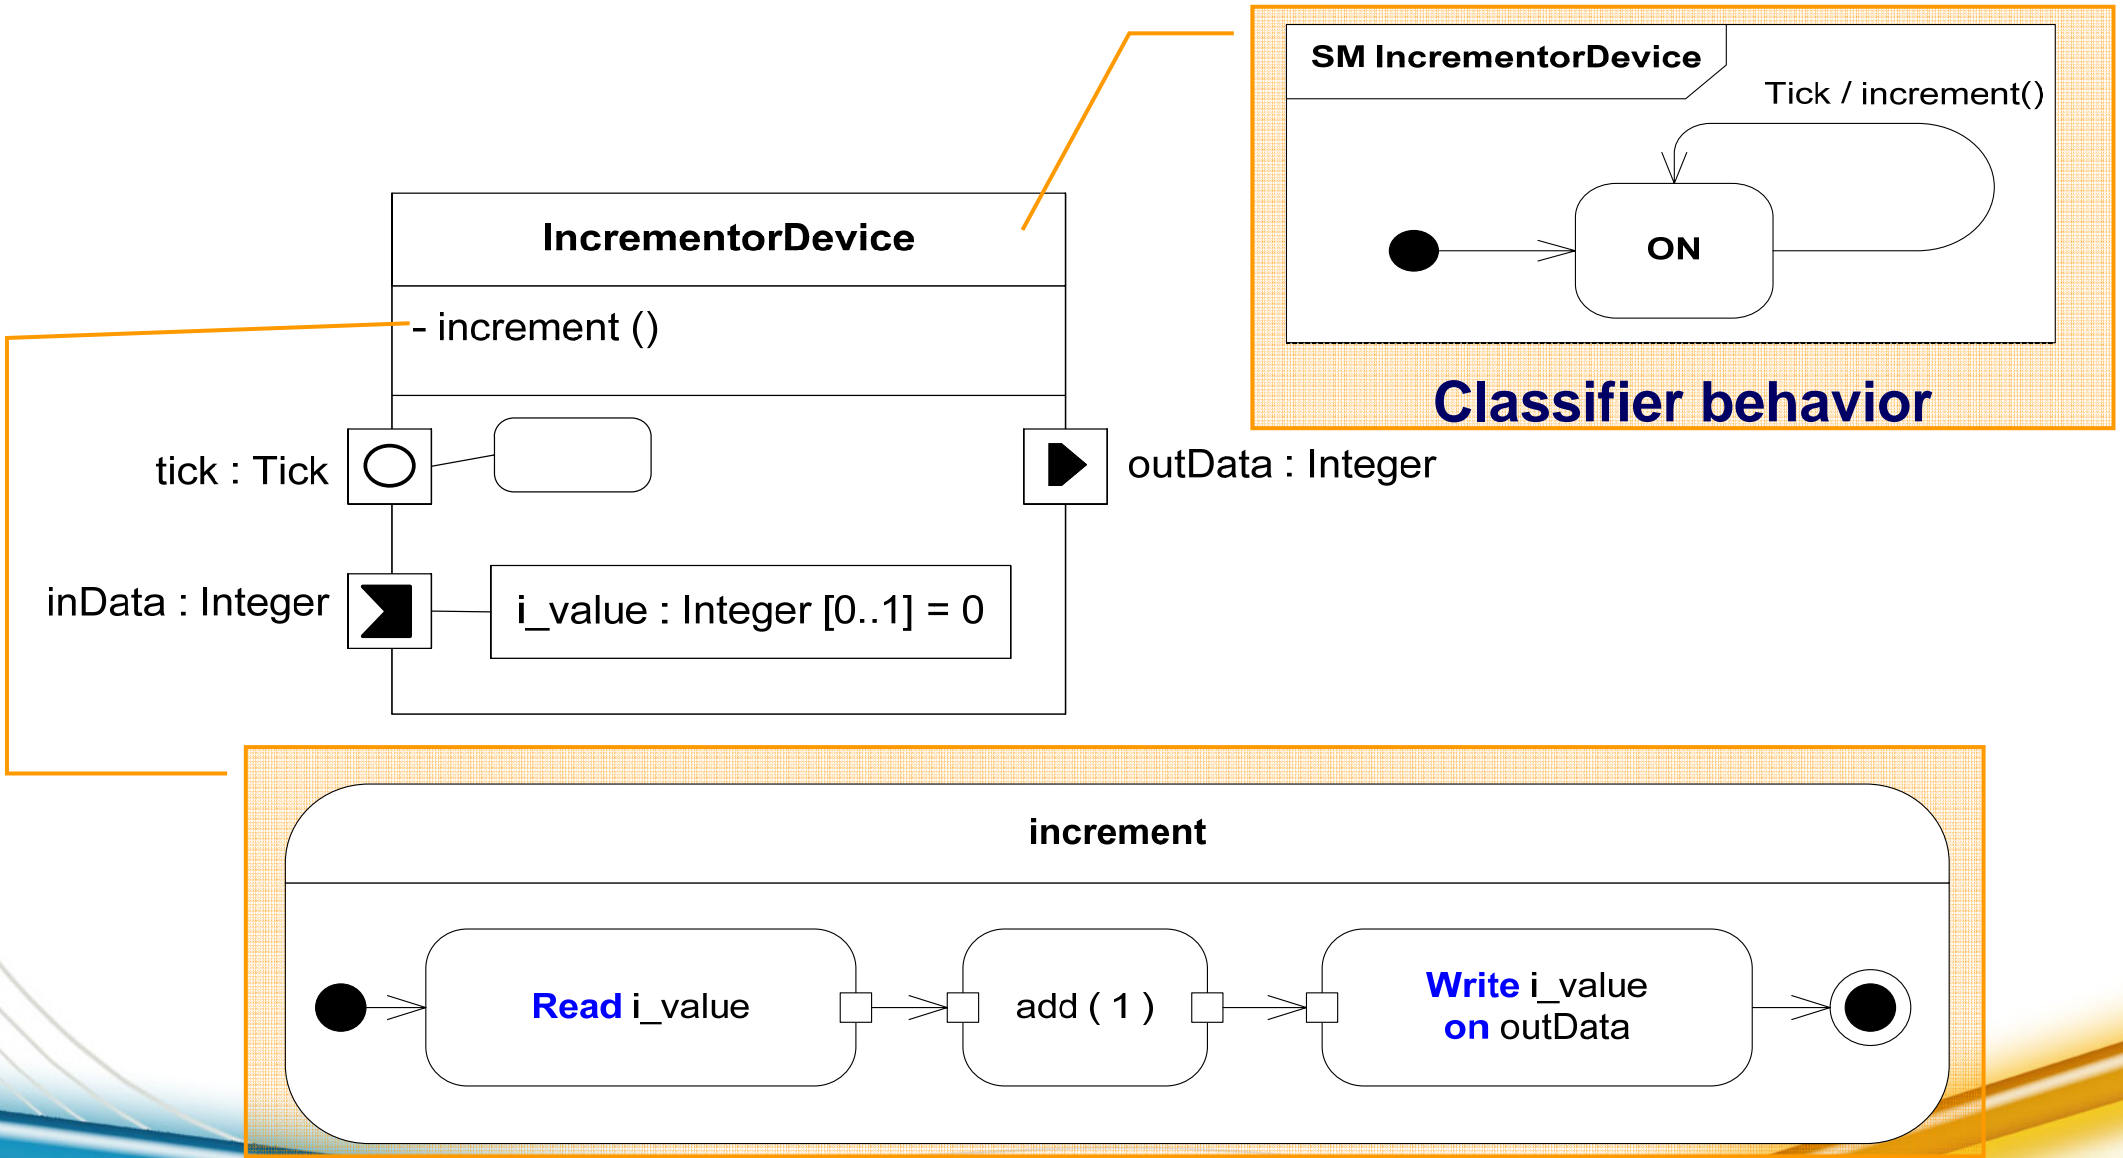 SM IncrementorDevice
Tick / increment()
ON
Classifier behavior
IncrementorDevice
- increment ()
tick : Tick
outData : Integer
inData : Integer
i_value : Integer [0..1] = 0
increment
Read i_value
add ( 1 )
Write i_value
on outData